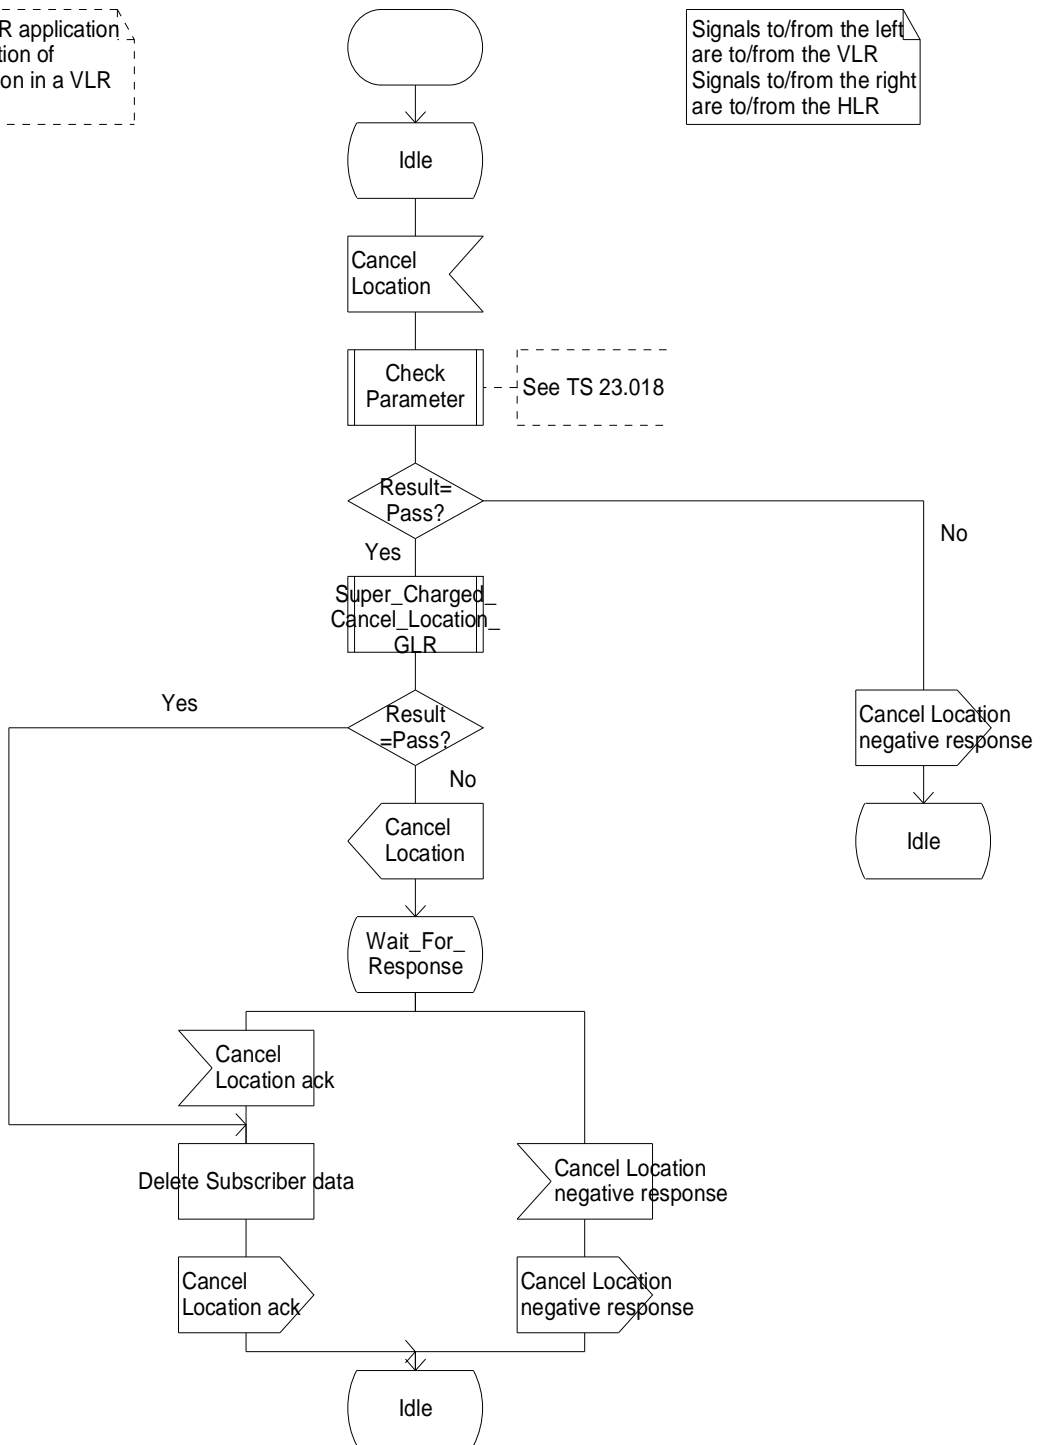 R application
tion of
on in a VLR
Signals to/from the left
are to/from the VLR
Signals to/from the right
are to/from the HLR
Idle
Cancel
Location
Check
Parameter
See TS 23.018
Result=
Pass?
No
Yes
Super_Charged_
Cancel_Location_
GLR
Yes
Result
=Pass?
Cancel Location
negative response
No
Cancel
Location
Idle
Wait_For_
Response
Cancel
Location ack
Delete Subscriber data
Cancel Location
negative response
Cancel
Location ack
Cancel Location
negative response
Idle